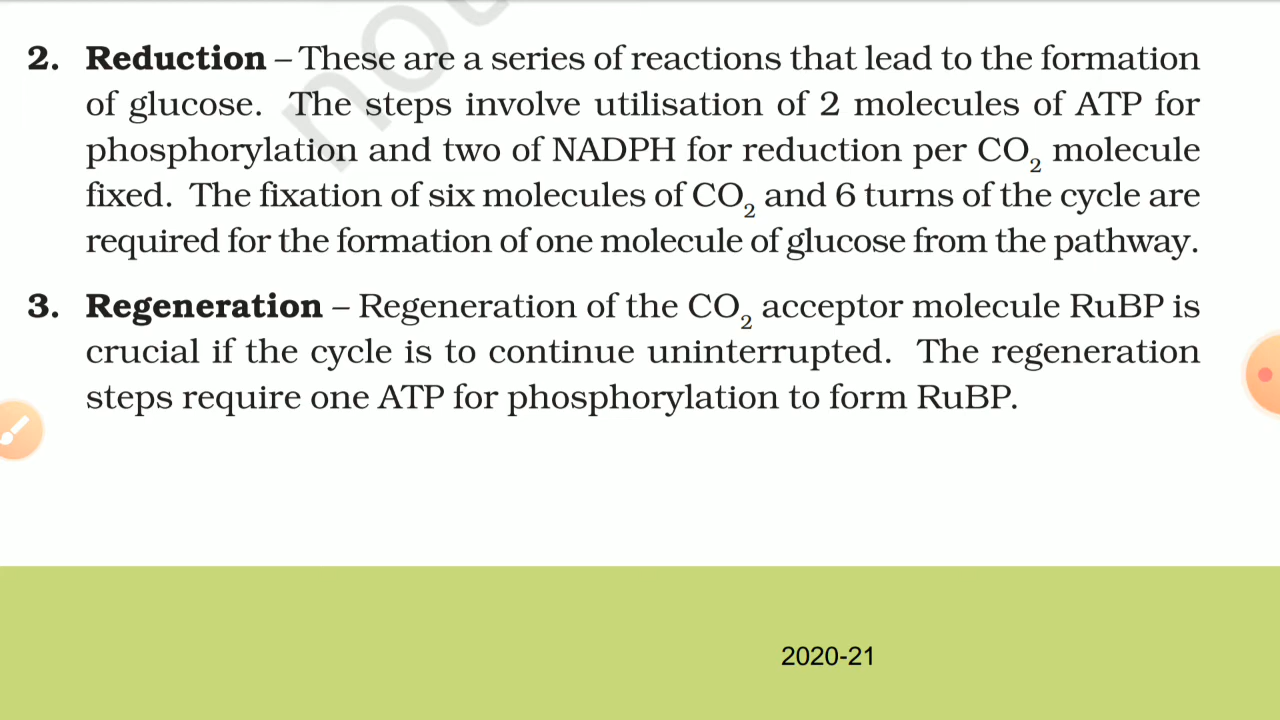 not
2. Reduction – These are a series of reactions that lead to the formation
of glucose. The steps involve utilisation of 2 molecules of ATP for
phosphorylation and two of NADPH for reduction per CO₂ molecule
fixed. The fixation of six molecules of CO₂ and 6 turns of the cycle are
required for the formation of one molecule of glucose from the pathway.
3. Regeneration – Regeneration of the CO₂ acceptor molecule RuBP is
crucial if the cycle is to continue uninterrupted. The regeneration
steps require one ATP for phosphorylation to form RuBP.
2020-21